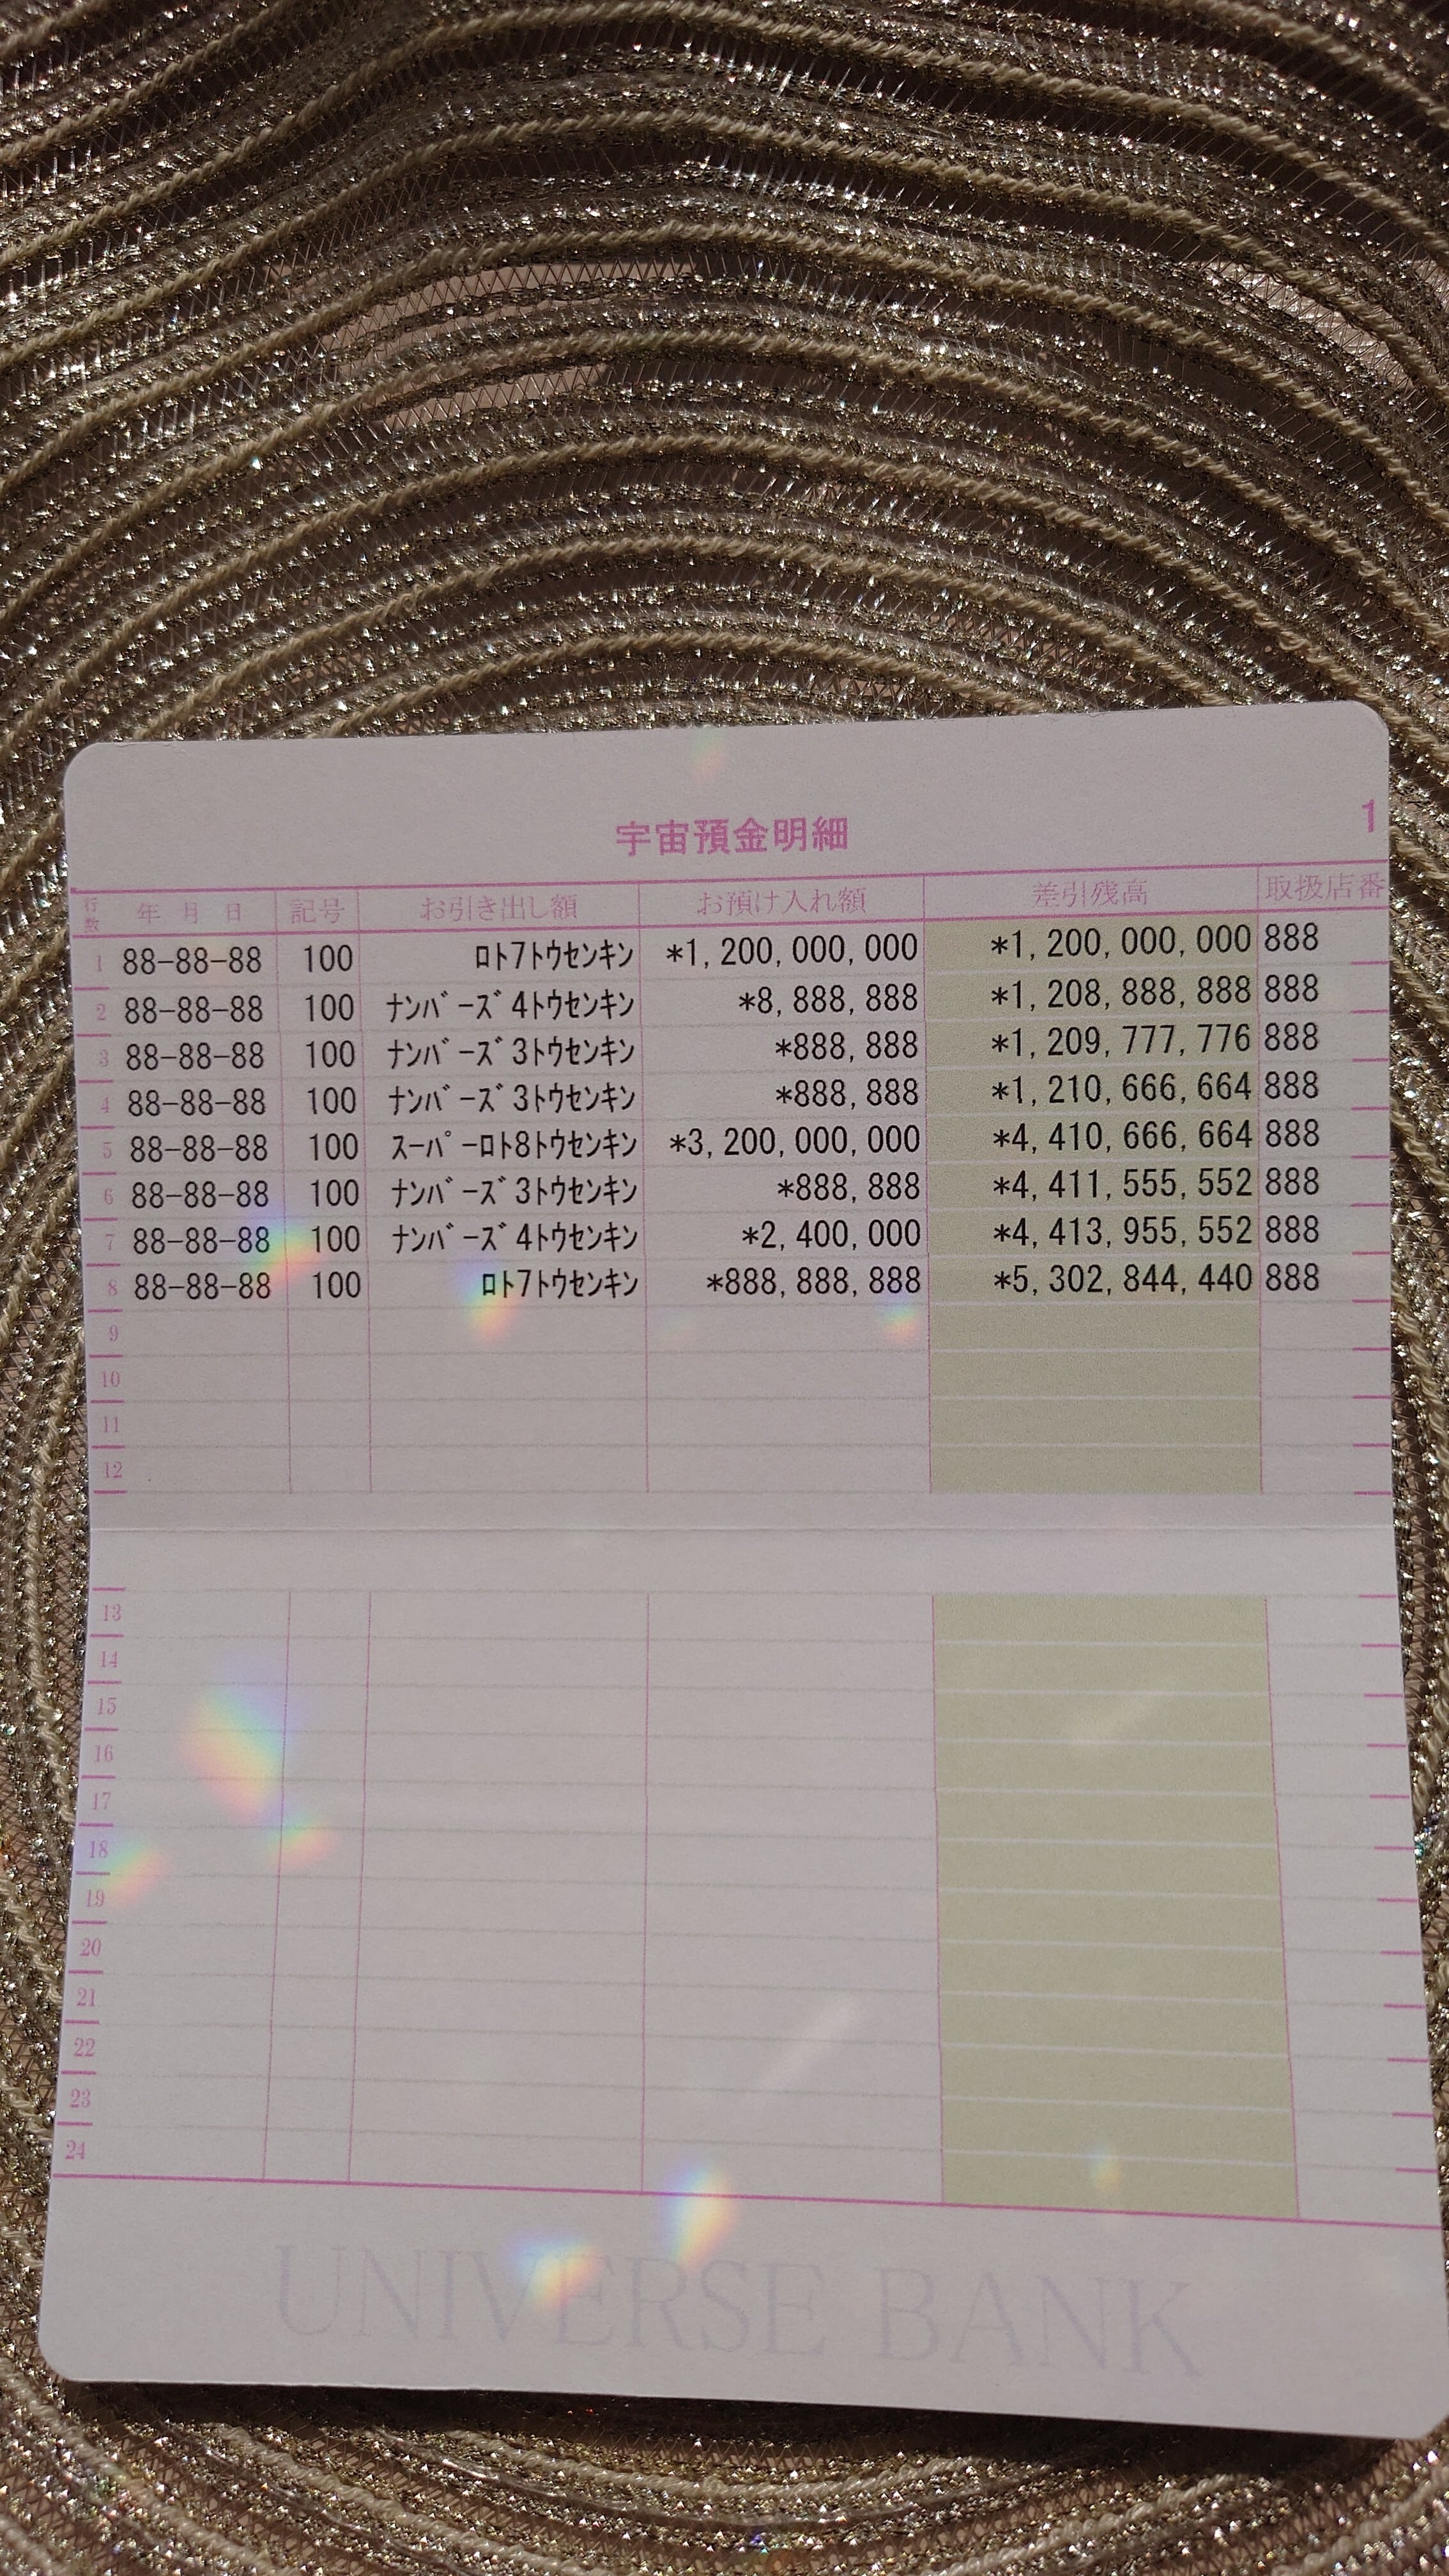 宇宙預金明細 1
行数 年 月 日 記号 お引き出し額 お預け入れ額 差引残高 取扱店番
1 88-88-88 100 ﾛﾄ7ﾄｳｾﾝｷﾝ *1,200,000,000 *1,200,000,000 888
2 88-88-88 100 ﾅﾝﾊﾞｰｽﾞ4ﾄｳｾﾝｷﾝ *8,888,888 *1,208,888,888 888
3 88-88-88 100 ﾅﾝﾊﾞｰｽﾞ3ﾄｳｾﾝｷﾝ *888,888 *1,209,777,776 888
4 88-88-88 100 ﾅﾝﾊﾞｰｽﾞ3ﾄｳｾﾝｷﾝ *888,888 *1,210,666,664 888
5 88-88-88 100 ｽｰﾊﾟｰﾛﾄ8ﾄｳｾﾝｷﾝ *3,200,000,000 *4,410,666,664 888
6 88-88-88 100 ﾅﾝﾊﾞｰｽﾞ3ﾄｳｾﾝｷﾝ *888,888 *4,411,555,552 888
7 88-88-88 100 ﾅﾝﾊﾞｰｽﾞ4ﾄｳｾﾝｷﾝ *2,400,000 *4,413,955,552 888
8 88-88-88 100 ﾛﾄ7ﾄｳｾﾝｷﾝ *888,888,888 *5,302,844,440 888
9
10
11
12
13
14
15
16
17
18
19
20
21
22
23
24
UNIVERSE BANK